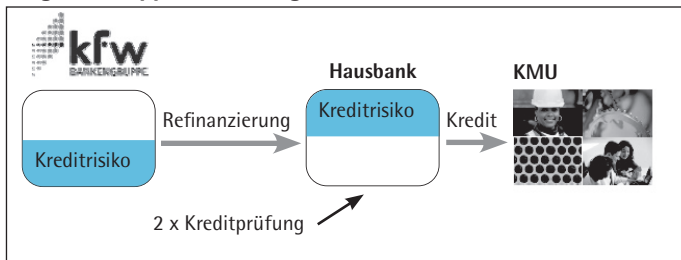 kfw
BANKENGRUPPE
Hausbank
KMU
Kreditrisiko
Refinanzierung
Kreditrisiko
Kredit
2 x Kreditprüfung